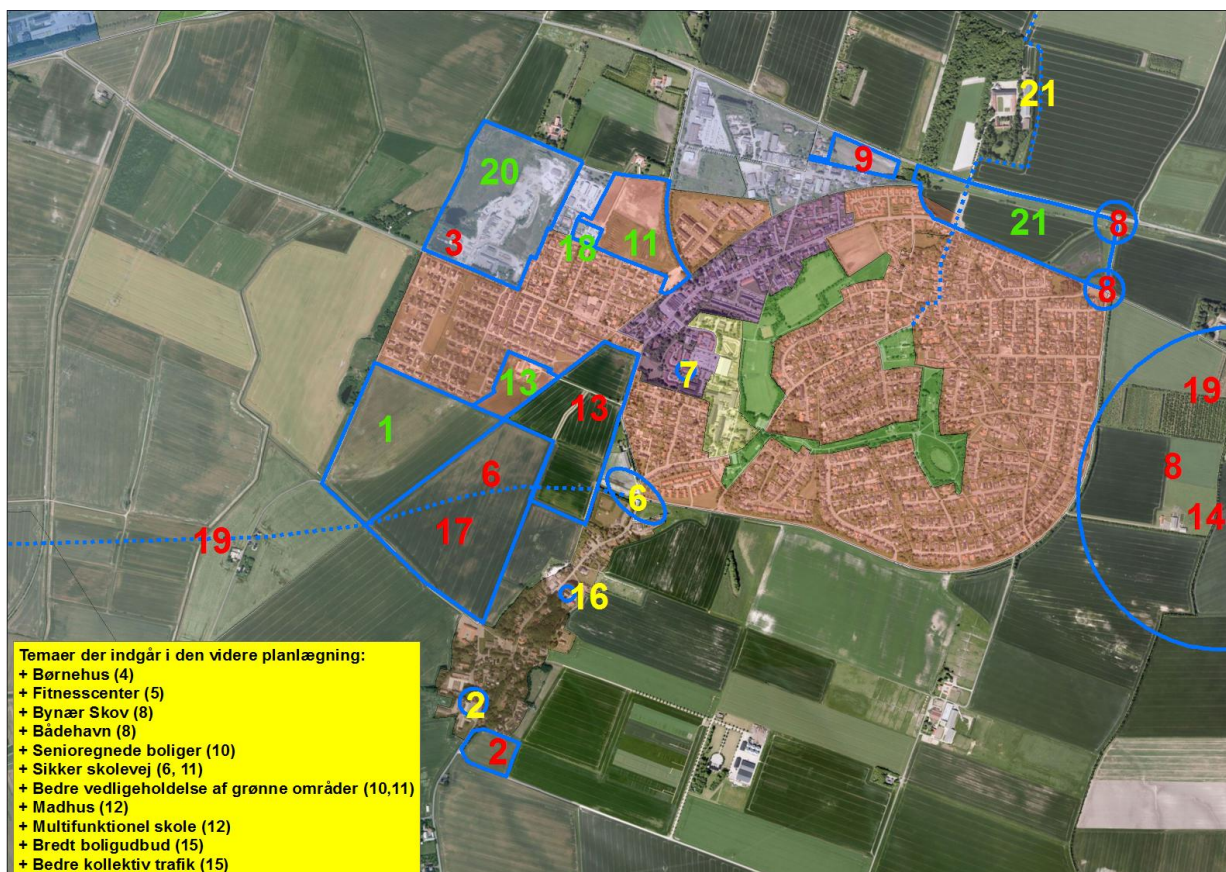 21
20
9
3
18
11
21
8
8
7
13
13
19
1
6
6
8
17
14
19
16
2
2
Temaer der indgår i den videre planlægning:
+ Børnehus (4)
+ Fitnesscenter (5)
+ Bynær Skov (8)
+ Bådehavn (8)
+ Senioregnede boliger (10)
+ Sikker skolevej (6, 11)
+ Bedre vedligeholdelse af grønne områder (10,11)
+ Madhus (12)
+ Multifunktionel skole (12)
+ Bredt boligudbud (15)
+ Bedre kollektiv trafik (15)